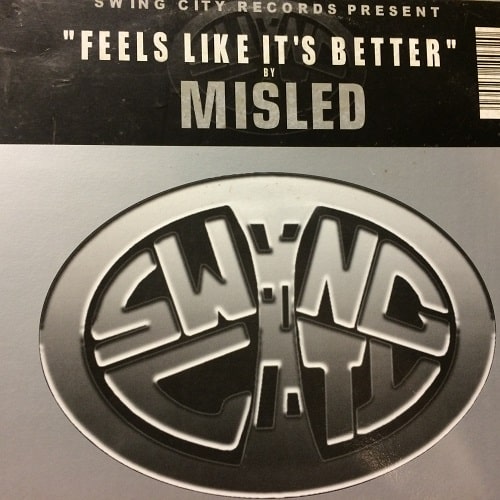 SWING CITY RECORDS PRESENT
"FEELS LIKE IT'S BETTER"
BY
MISLED
SWING
CITY